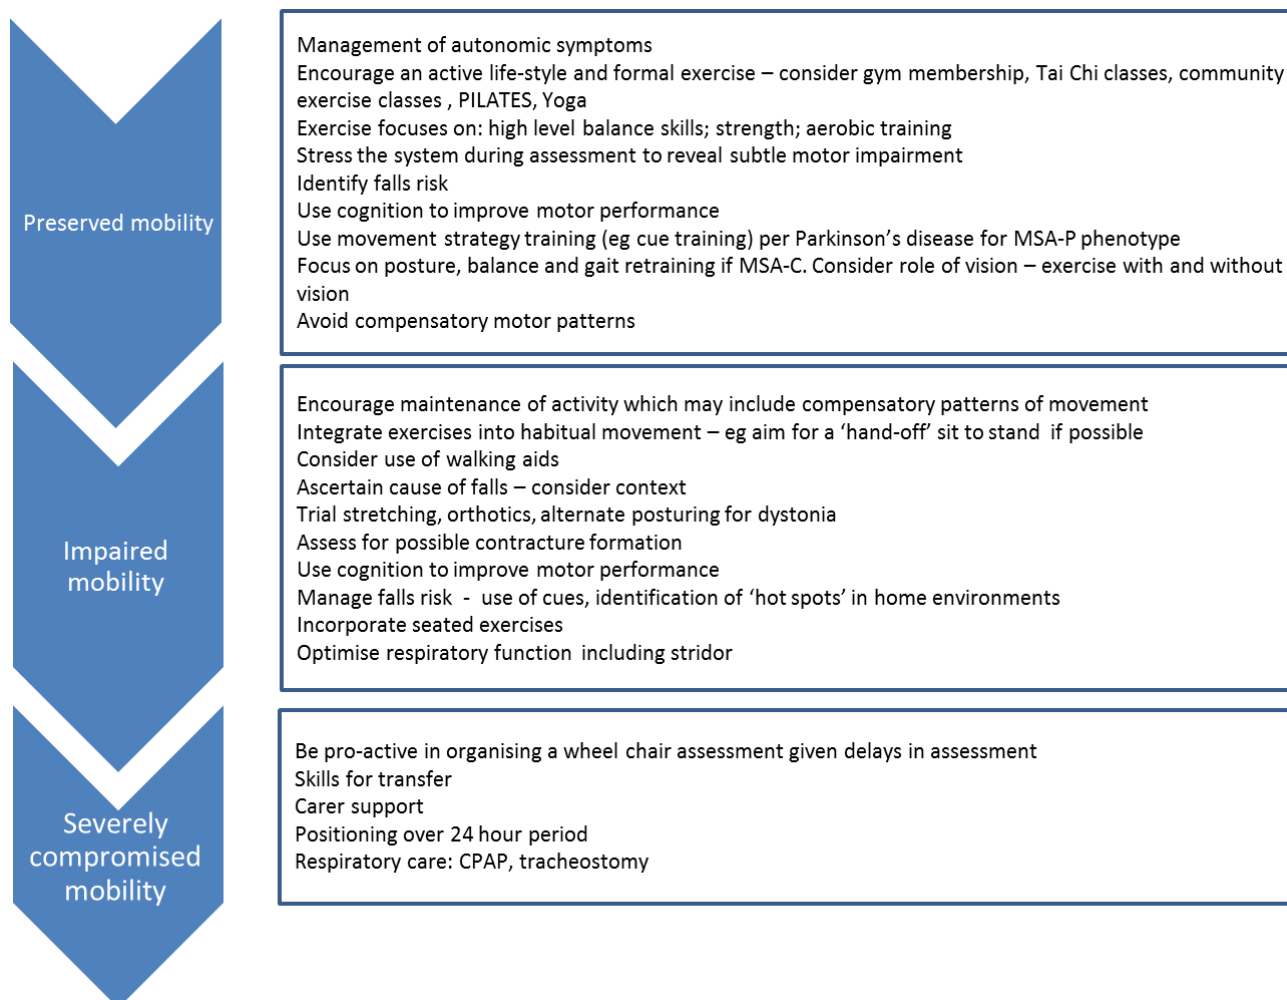 Preserved mobility
Management of autonomic symptoms
Encourage an active life-style and formal exercise – consider gym membership, Tai Chi classes, community
exercise classes , PILATES, Yoga
Exercise focuses on: high level balance skills; strength; aerobic training
Stress the system during assessment to reveal subtle motor impairment
Identify falls risk
Use cognition to improve motor performance
Use movement strategy training (eg cue training) per Parkinson’s disease for MSA-P phenotype
Focus on posture, balance and gait retraining if MSA-C. Consider role of vision – exercise with and without
vision
Avoid compensatory motor patterns
Impaired
mobility
Encourage maintenance of activity which may include compensatory patterns of movement
Integrate exercises into habitual movement – eg aim for a ‘hand-off’ sit to stand if possible
Consider use of walking aids
Ascertain cause of falls – consider context
Trial stretching, orthotics, alternate posturing for dystonia
Assess for possible contracture formation
Use cognition to improve motor performance
Manage falls risk - use of cues, identification of ‘hot spots’ in home environments
Incorporate seated exercises
Optimise respiratory function including stridor
Severely
compromised
mobility
Be pro-active in organising a wheel chair assessment given delays in assessment
Skills for transfer
Carer support
Positioning over 24 hour period
Respiratory care: CPAP, tracheostomy